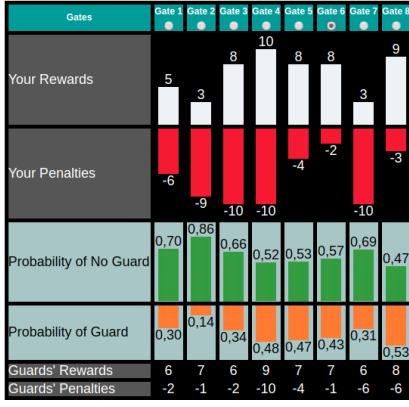 Gates Gate 1 Gate 2 Gate 3 Gate 4 Gate 5 Gate 6 Gate 7 Gate 8
Your Rewards 5 3 8 10 8 8 3 9
Your Penalties -6 -9 -10 -10 -4 -2 -10 -3
Probability of No Guard 0,70 0,86 0,66 0,52 0,53 0,57 0,69 0,47
Probability of Guard 0,30 0,14 0,34 0,48 0,47 0,43 0,31 0,53
Guards' Rewards 6 7 6 9 7 7 6 8
Guards' Penalties -2 -1 -2 -10 -4 -1 -6 -6